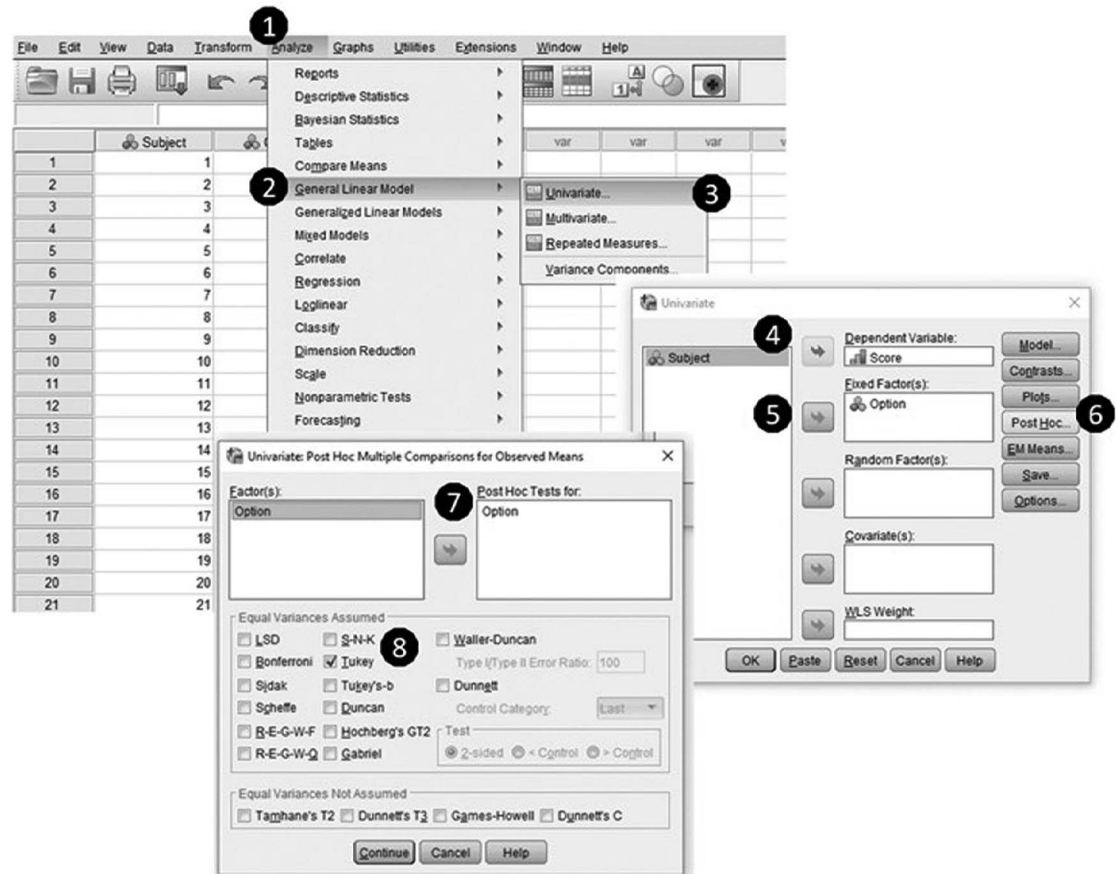 1
File Edit View Data Transform Analyze Graphs Utilities Extensions Window Help
Reports
Descriptive Statistics
Bayesian Statistics
Tables
Compare Means
2
General Linear Model
Generalized Linear Models
Mixed Models
Correlate
Regression
Loglinear
Classify
Dimension Reduction
Scale
Nonparametric Tests
Forecasting
Univariate...
3
Multivariate...
Repeated Measures...
Variance Components...
A
1
Subject
var var var
1 1
2 2
3 3
4 4
5 5
6 6
7 7
8 8
9 9
10 10
11 11
12 12
13 13
14 14
15 15
16 16
17 17
18 18
19 19
20 20
21 21
Univariate
4
Subject
Dependent Variable:
Score
5
Fixed Factor(s):
Option
Random Factor(s):
Covariate(s):
WLS Weight:
Model...
Contrasts...
Plots...
Post Hoc...
6
EM Means...
Save...
Options...
OK Paste Reset Cancel Help
Univariate: Post Hoc Multiple Comparisons for Observed Means
Factor(s):
Option
7
Post Hoc Tests for:
Option
Equal Variances Assumed
LSD S-N-K 8 Waller-Duncan
Bonferroni Tukey Type I/Type II Error Ratio: 100
Sidak Tukey's-b Dunnett
Scheffe Duncan Control Category: Last
R-E-G-W-F Hochberg's GT2 Test
R-E-G-W-Q Gabriel 2-sided < Control > Control
Equal Variances Not Assumed
Tamhane's T2 Dunnett's T3 Games-Howell Dunnett's C
Continue Cancel Help